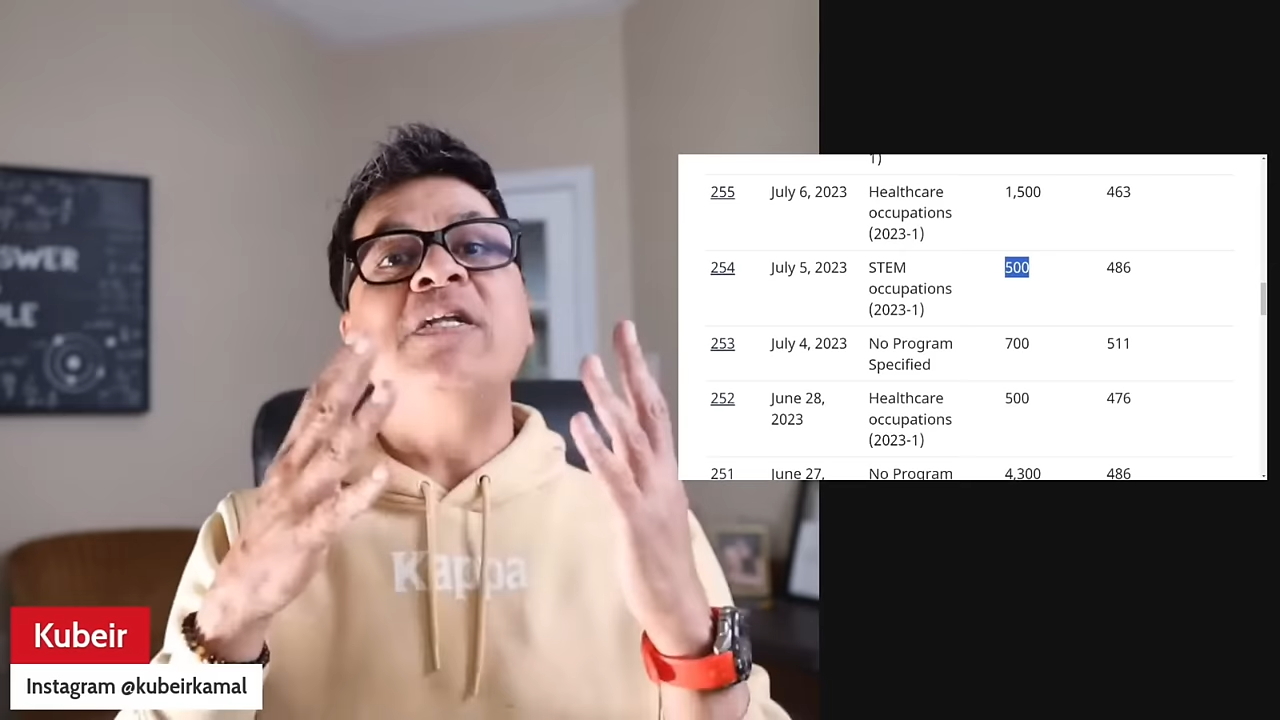 SWER
PLE
Kappa
Kubeir
Instagram @kubeirkamal
1)
255 July 6, 2023 Healthcare 1,500 463
occupations
(2023-1)
254 July 5, 2023 STEM 500 486
occupations
(2023-1)
253 July 4, 2023 No Program 700 511
Specified
252 June 28, Healthcare 500 476
2023 occupations
(2023-1)
251 June 27, No Program 4,300 486